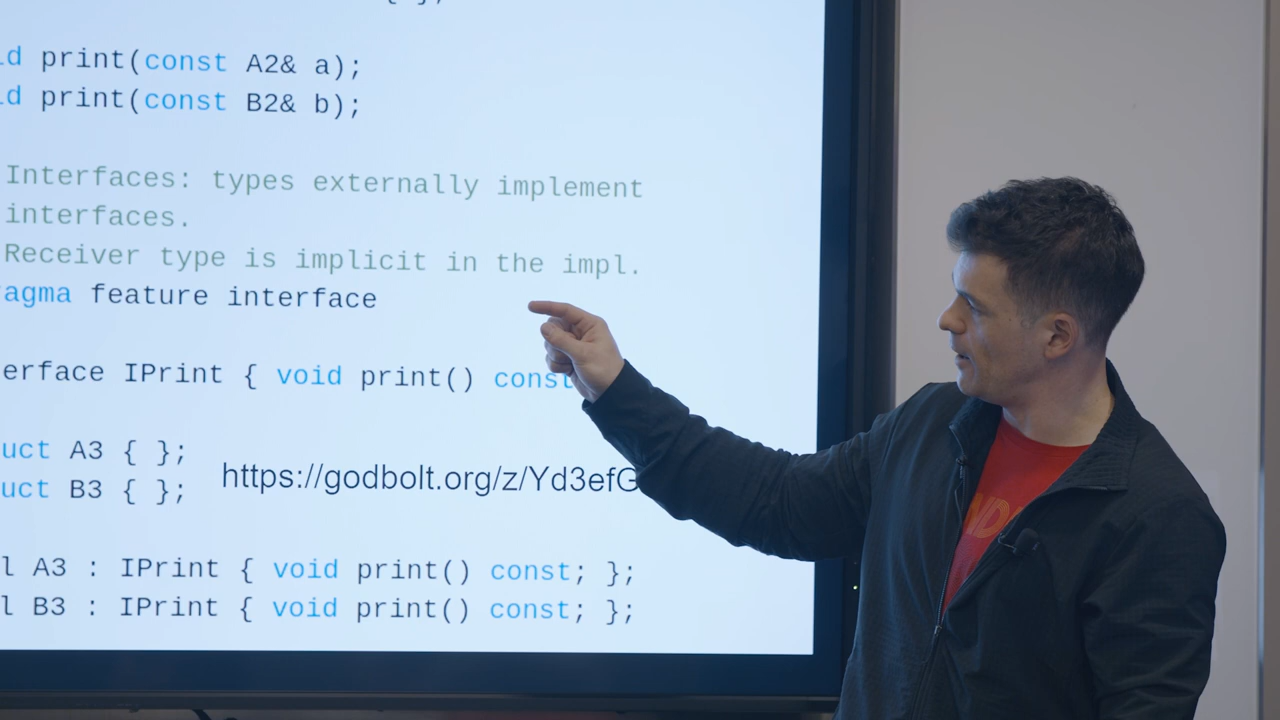 print(const A2& a);
print(const B2& b);
Interfaces: types externally implement
interfaces.
Receiver type is implicit in the impl.
agma feature interface
erface IPrint { void print() const
uct A3 { };
uct B3 { };
https://godbolt.org/z/Yd3efG
l A3 : IPrint { void print() const; };
l B3 : IPrint { void print() const; };